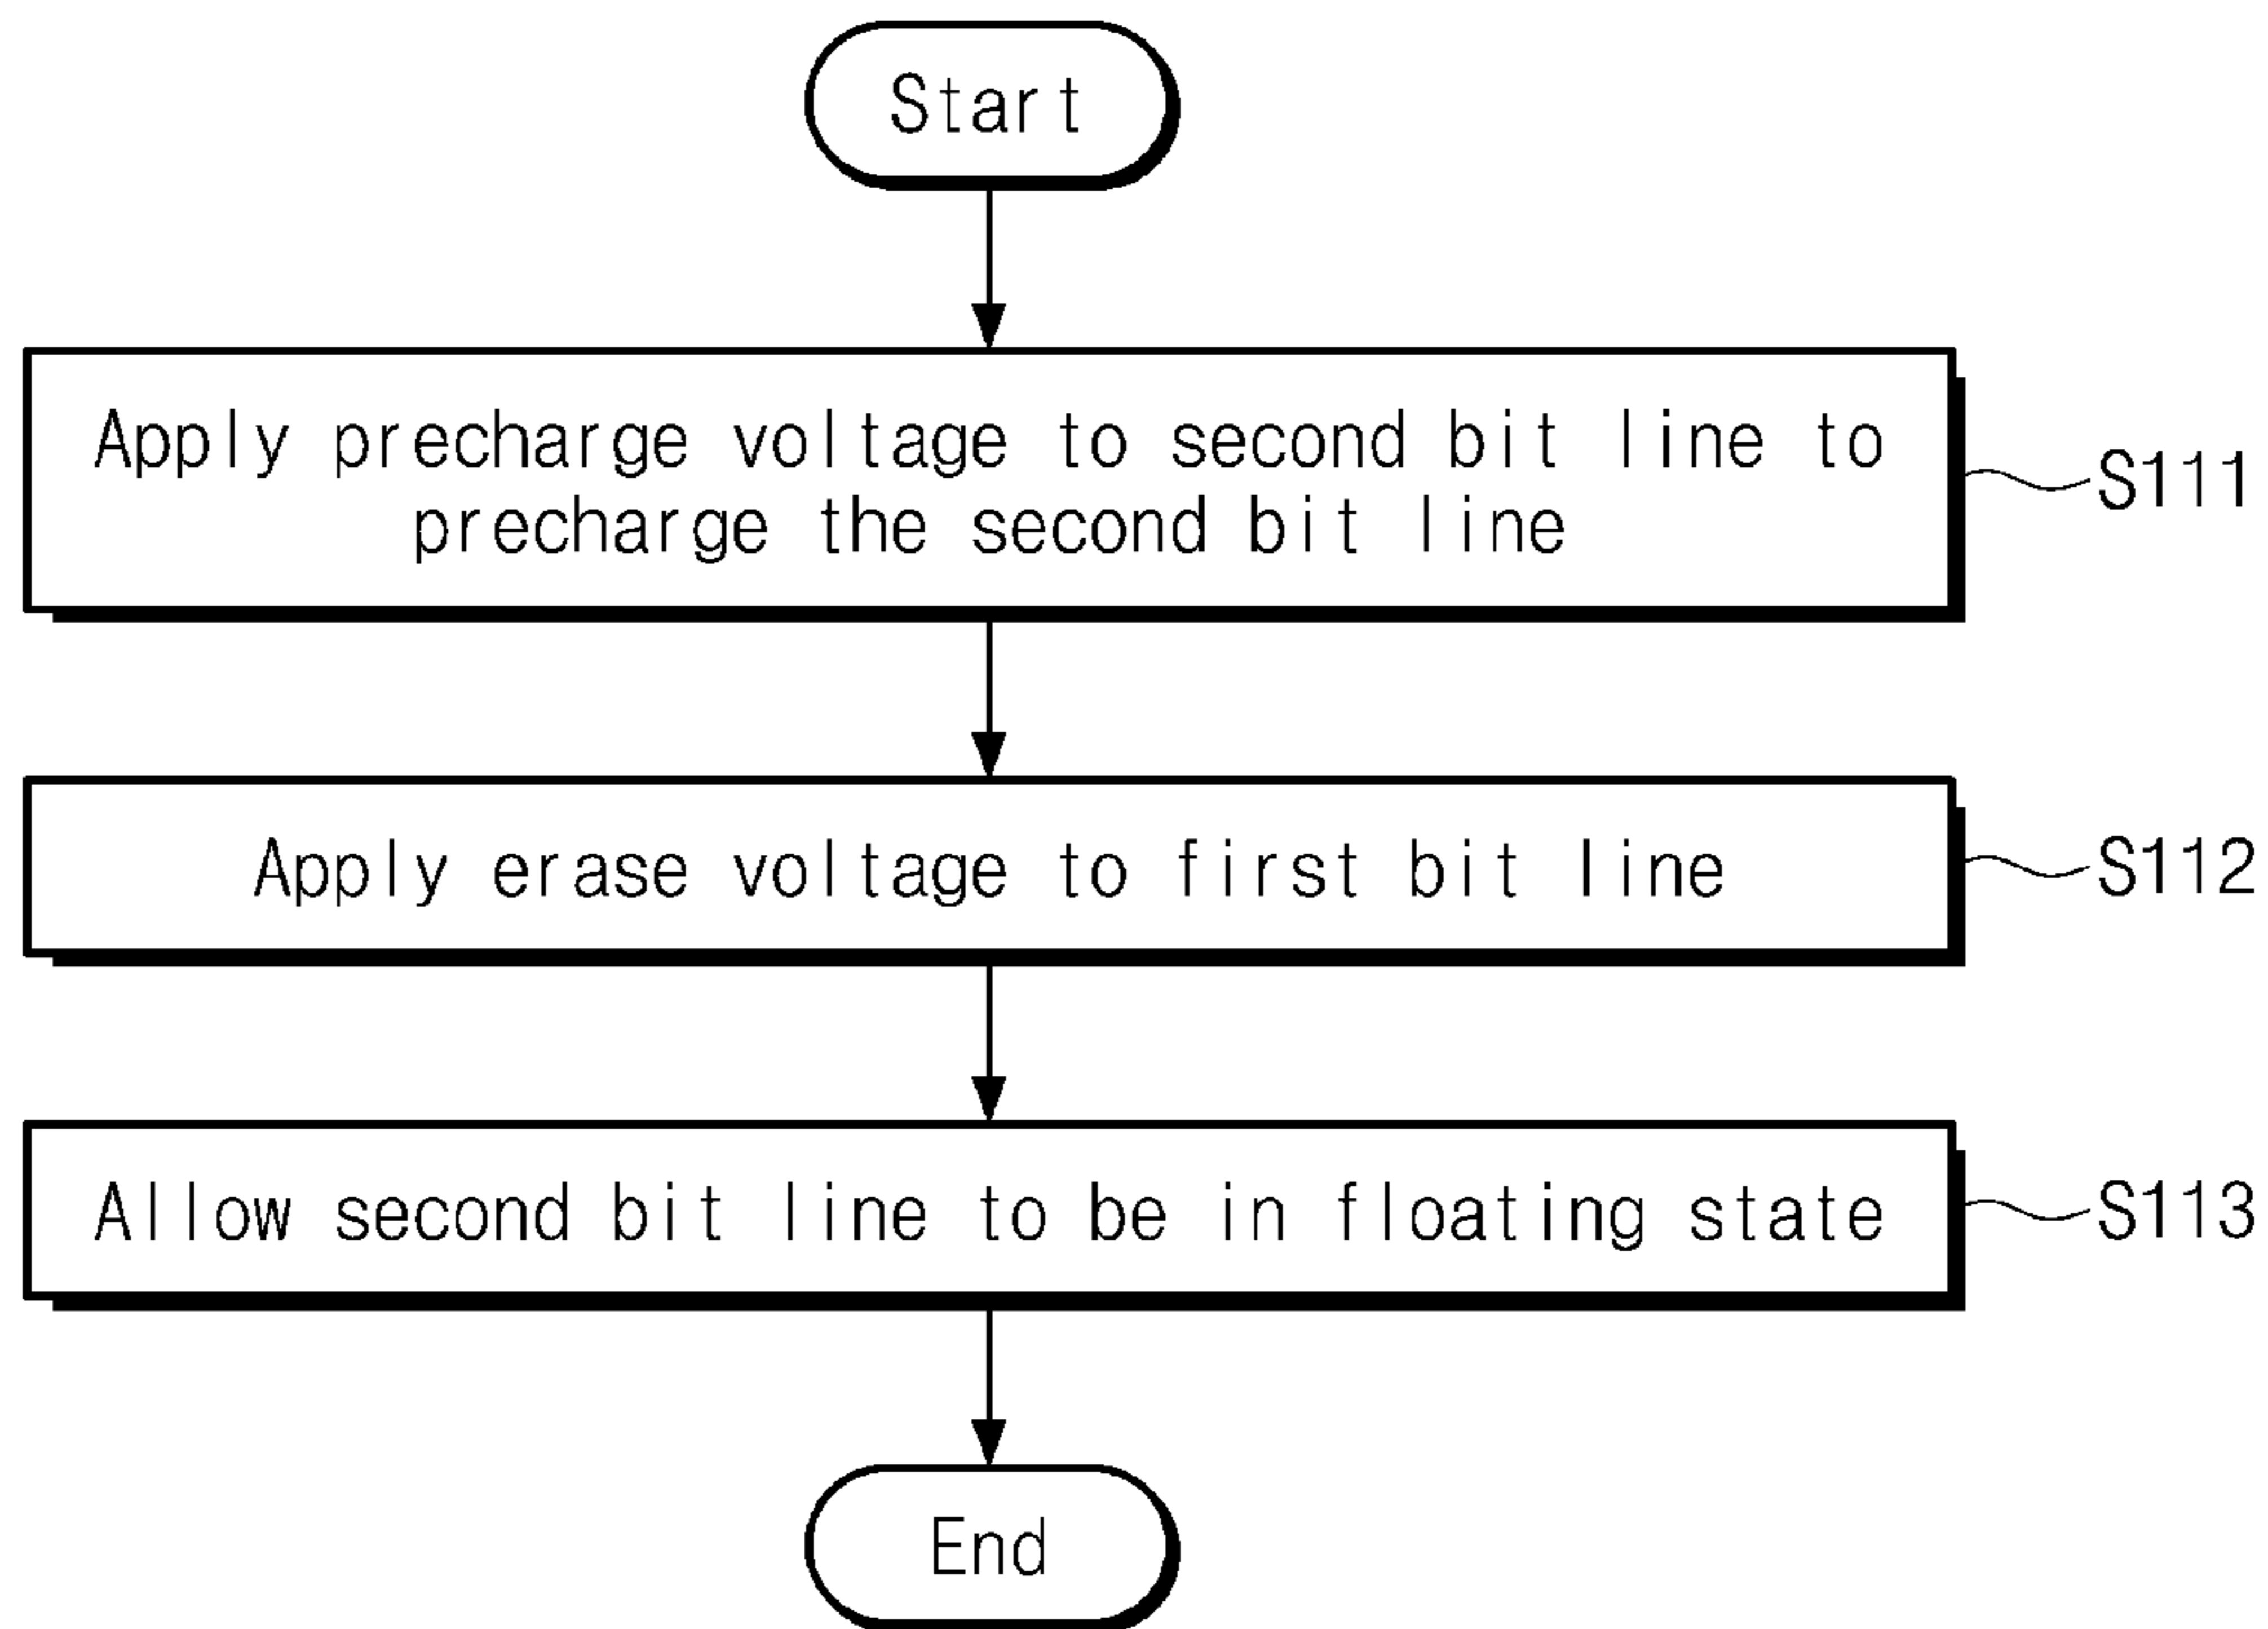 Start
Apply precharge voltage to second bit line to
precharge the second bit line
S111
Apply erase voltage to first bit line
S112
Allow second bit line to be in floating state
S113
End